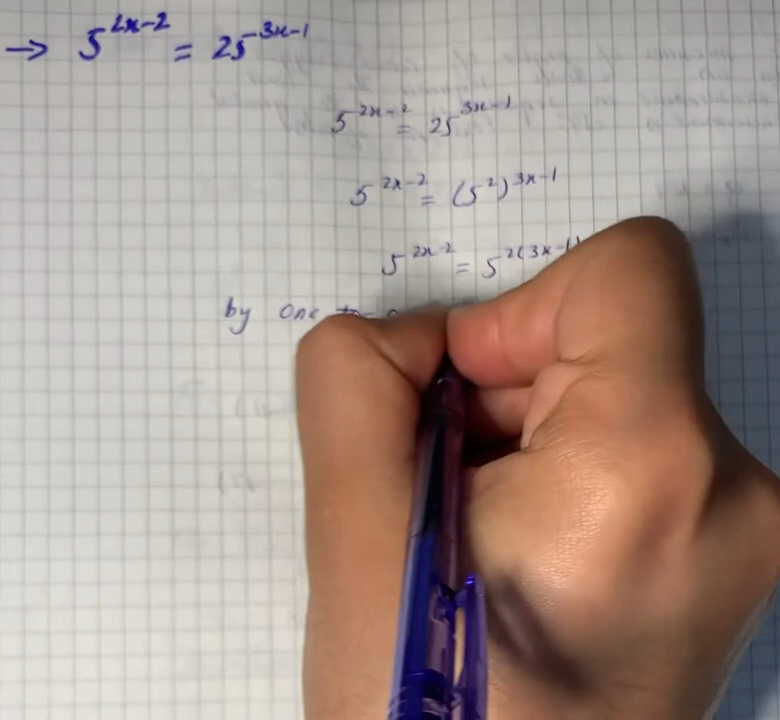 → 5^{2x-2} = 25^{3x-1}
5^{2x-2} = 25^{3x-1}
5^{2x-2} = (5^2)^{3x-1}
5^{2x-2} = 5^{2(3x-1)}
by one to